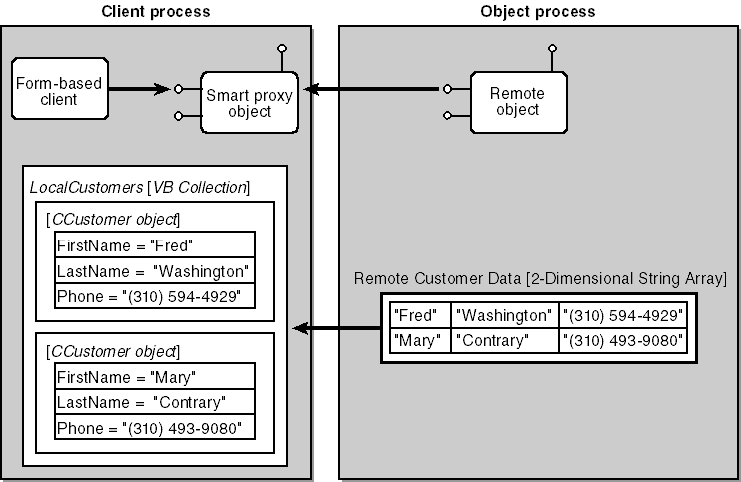 Client process
Object process
Form-based
client
Smart proxy
object
Remote
object
LocalCustomers [VB Collection]
[CCustomer object]
FirstName = "Fred"
LastName = "Washington"
Phone = "(310) 594-4929"
[CCustomer object]
FirstName = "Mary"
LastName = "Contrary"
Phone = "(310) 493-9080"
Remote Customer Data [2-Dimensional String Array]
"Fred" "Washington" "(310) 594-4929"
"Mary" "Contrary" "(310) 493-9080"